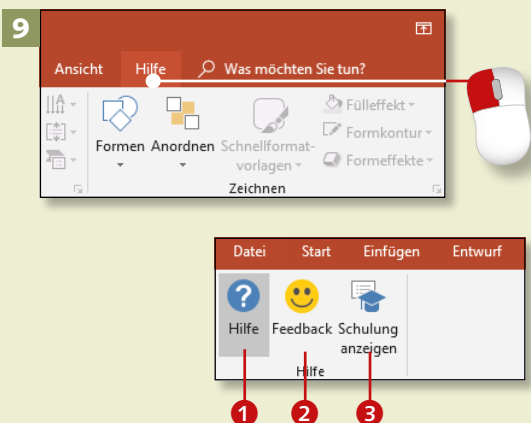 9
Ansicht Hilfe Was möchten Sie tun?
Formen Anordnen Schnellformat-
vorlagen
Fülleffekt
Formkontur
Formeffekte
Zeichnen
Datei Start Einfügen Entwurf
?
Hilfe Feedback Schulung
anzeigen
Hilfe
1 2 3